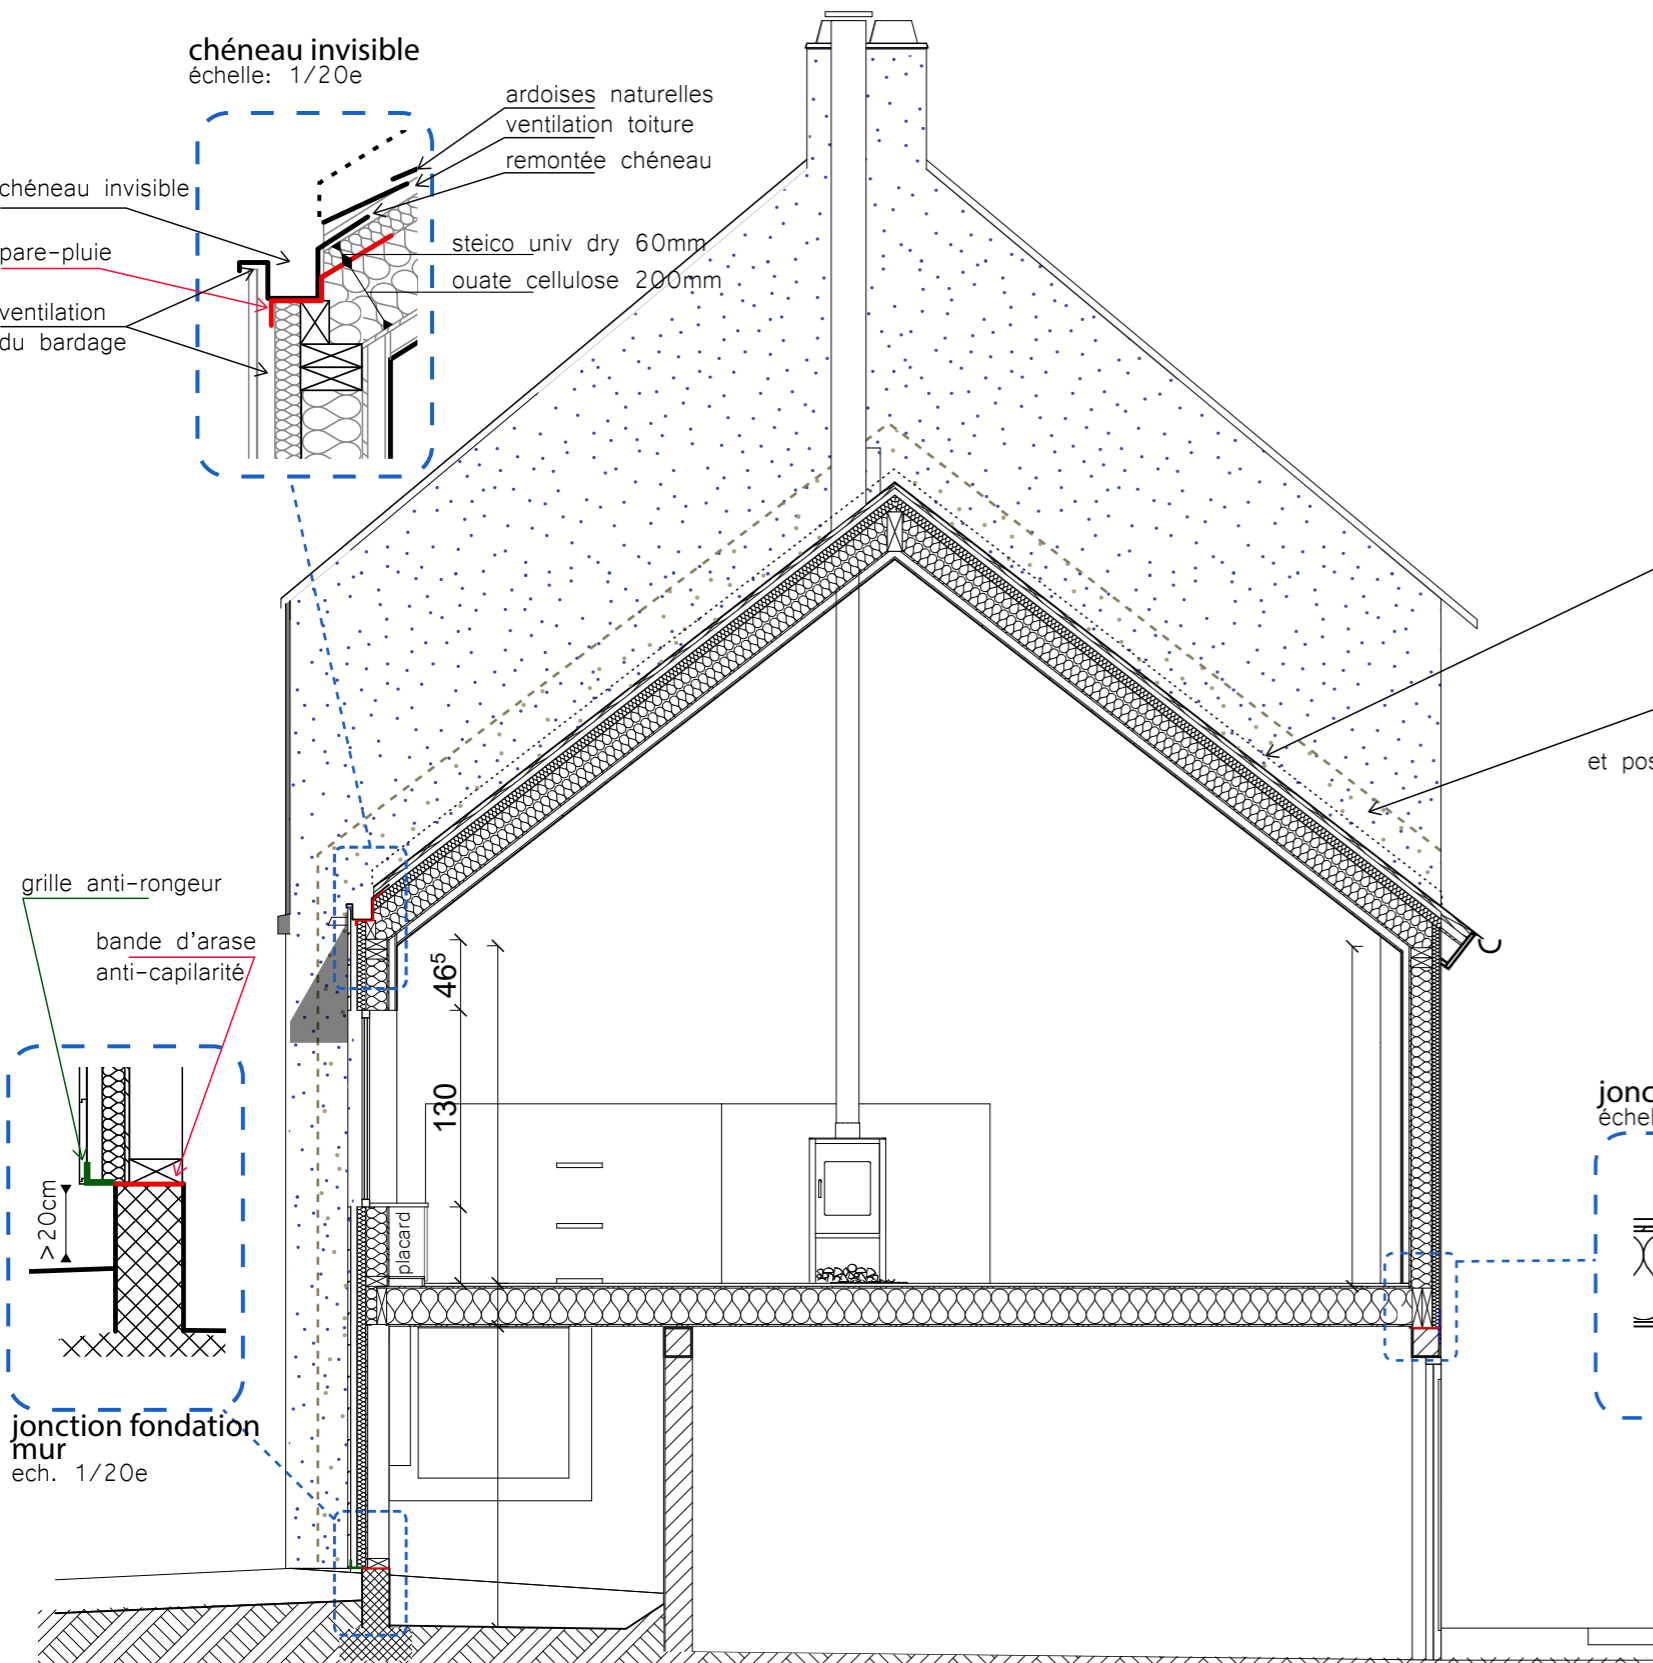 chéneau invisible
échelle: 1/20e
ardoises naturelles
ventilation toiture
remontée chéneau
chéneau invisible
pare-pluie
steico univ dry 60mm
ouate cellulose 200mm
ventilation
du bardage
et pos
grille anti-rongeur
bande d'arase
anti-capilarité
46⁵
130
placard
>20cm
jonction fondation
mur
ech. 1/20e
jonc
échel